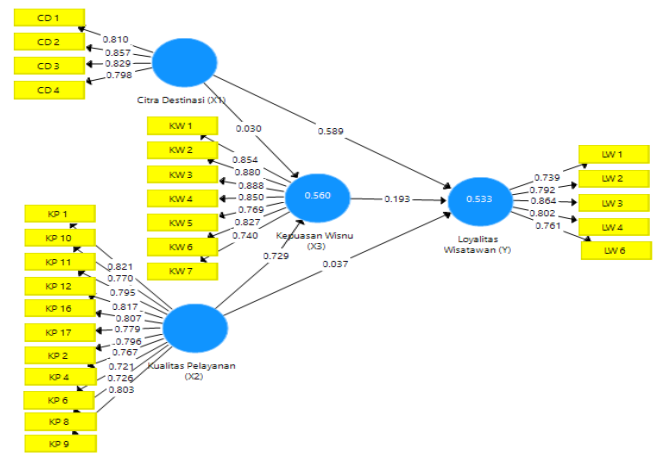 CD 1
CD 2
CD 3
CD 4
0.810
0.857
0.829
0.798
Citra Destinasi (X1)
0.030
0.589
KW 1
KW 2
KW 3
KW 4
KW 5
KW 6
KW 7
0.854
0.880
0.888
0.850
0.769
0.827
0.740
0.560
Kepuasan Wisnu
(X3)
0.193
0.533
Loyalitas
Wisatawan (Y)
0.739
0.792
0.864
0.802
0.761
LW 1
LW 2
LW 3
LW 4
LW 6
0.729
0.037
KP 1
KP 10
KP 11
KP 12
KP 16
KP 17
KP 2
KP 4
KP 6
KP 8
KP 9
0.821
0.770
0.795
0.817
0.807
0.779
0.796
0.767
0.721
0.726
0.803
Kualitas Pelayanan
(X2)